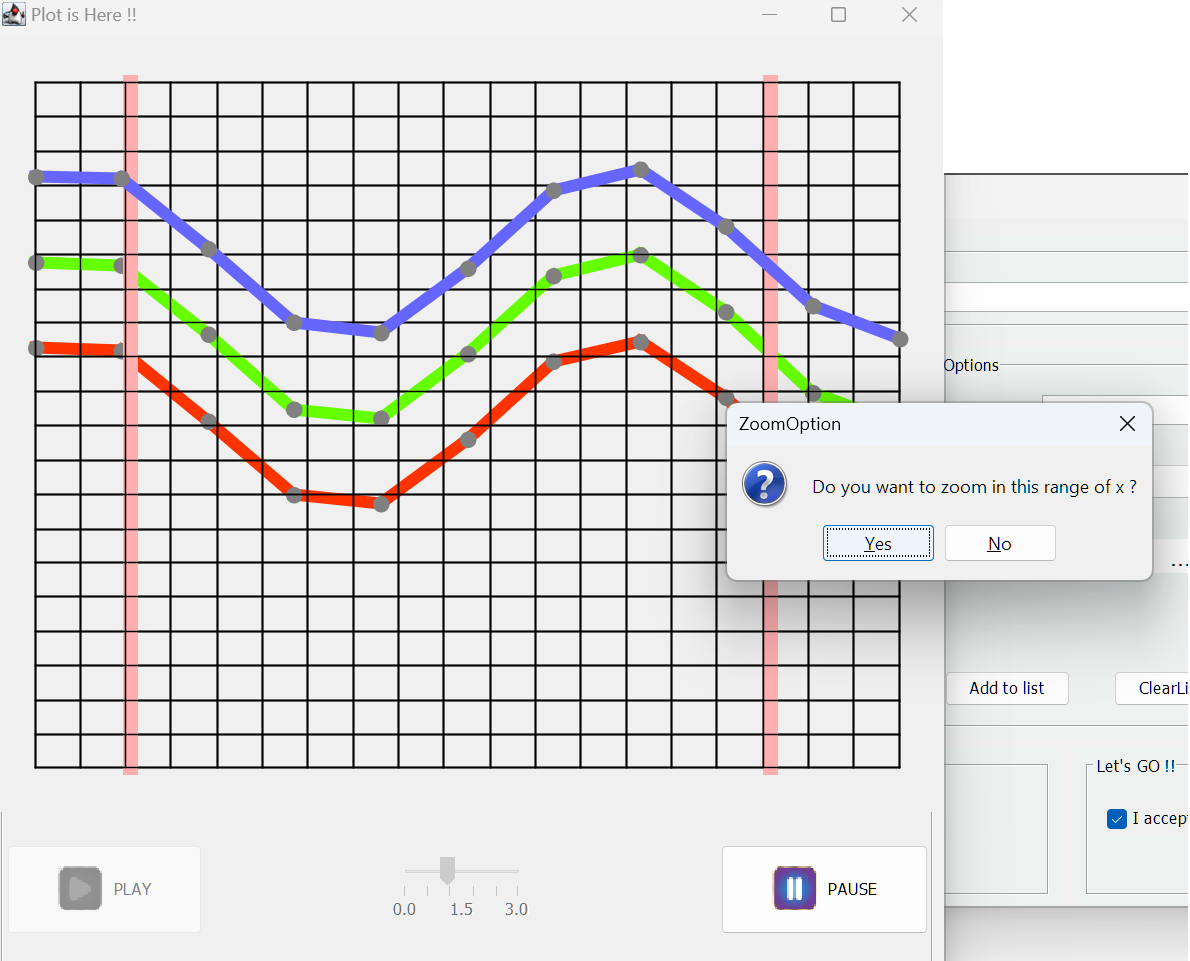 Plot is Here !!
Options
ZoomOption
Do you want to zoom in this range of x ?
Yes
No
...
Add to list
ClearLi
Let's GO !!
I accep
PLAY
0.0
1.5
3.0
PAUSE